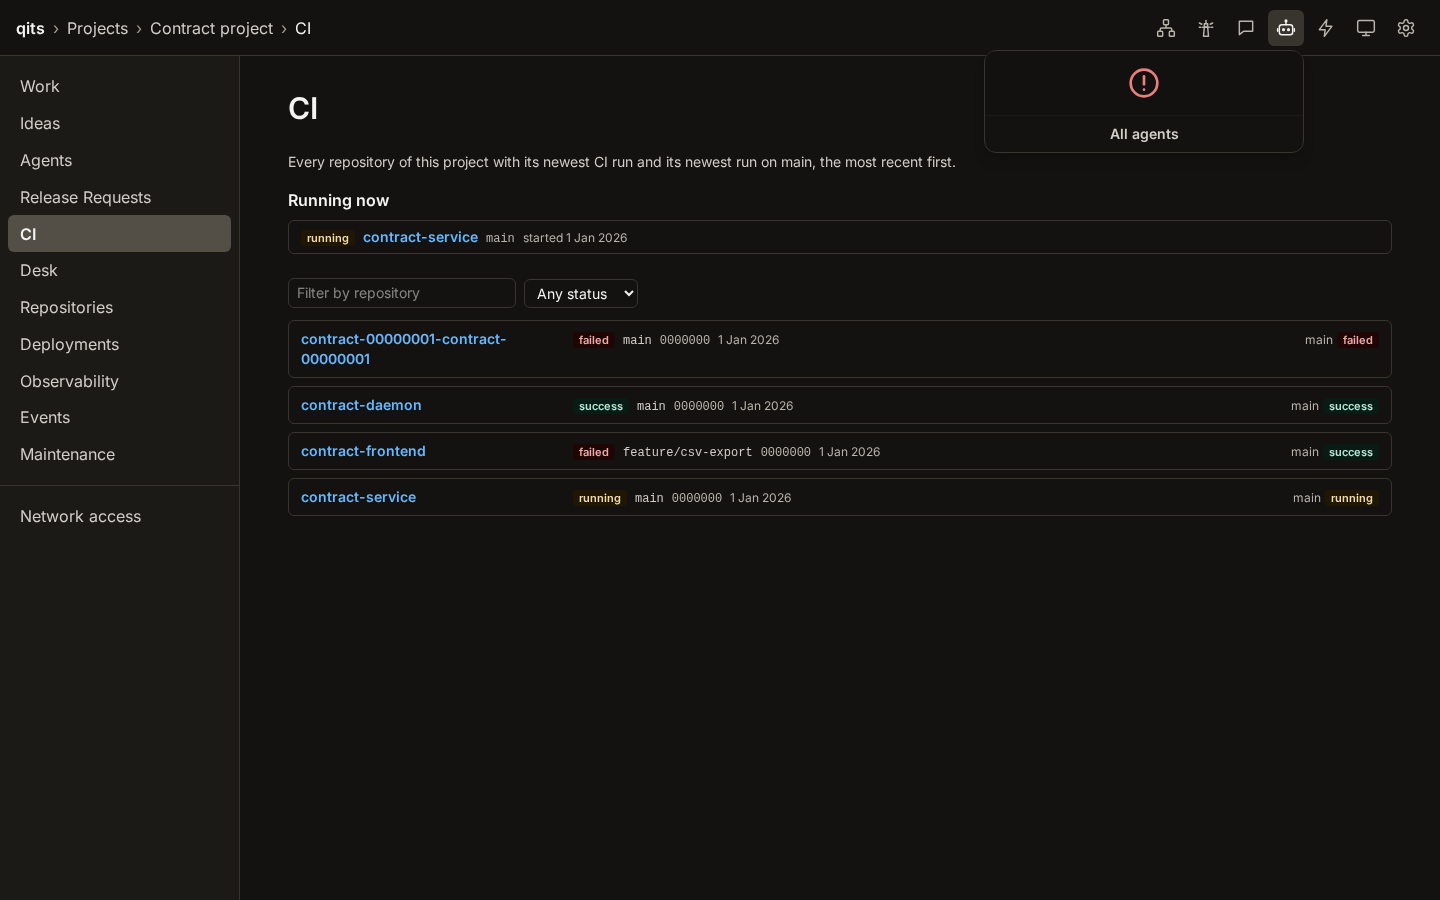 qits › Projects › Contract project › CI
All agents
Work
Ideas
Agents
Release Requests
CI
Desk
Repositories
Deployments
Observability
Events
Maintenance
Network access
CI
Every repository of this project with its newest CI run and its newest run on main, the most recent first.
Running now
running contract-service main started 1 Jan 2026
Filter by repository Any status
contract-00000001-contract-
00000001 failed main 0000000 1 Jan 2026 main failed
contract-daemon success main 0000000 1 Jan 2026 main success
contract-frontend failed feature/csv-export 0000000 1 Jan 2026 main success
contract-service running main 0000000 1 Jan 2026 main running